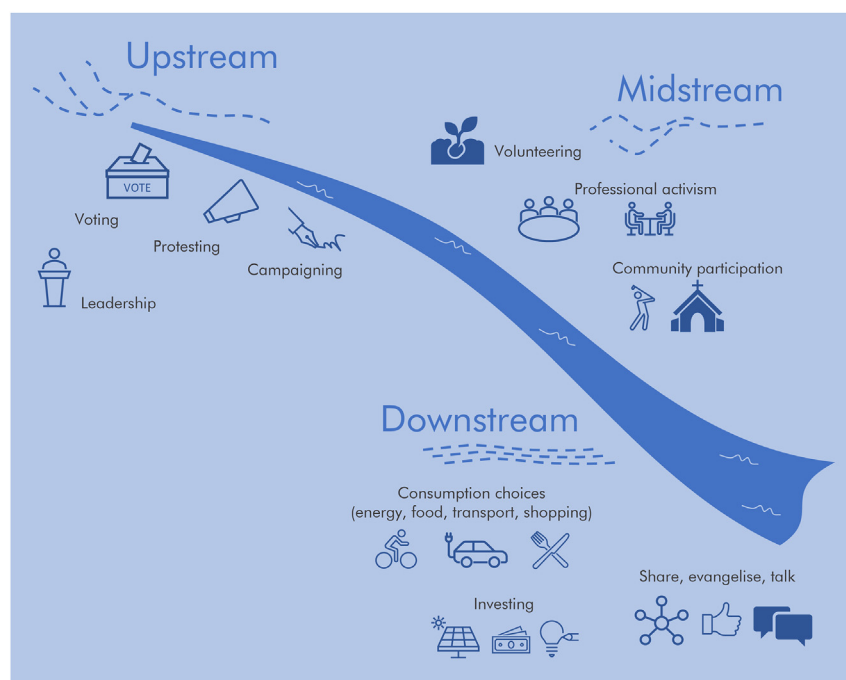 Upstream
Midstream
Volunteering
VOTE
Professional activism
Voting
Protesting
Campaigning
Community participation
Leadership
Downstream
Consumption choices
(energy, food, transport, shopping)
Share, evangelise, talk
Investing